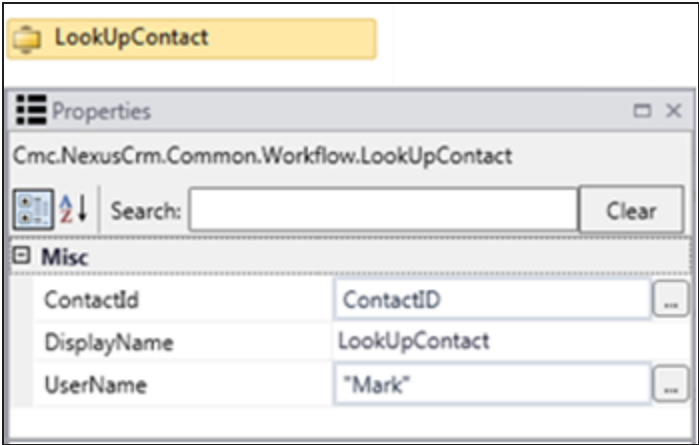 LookUpContact
Properties
Cmc.NexusCrm.Common.Workflow.LookUpContact
Search: Clear
Misc
ContactId ContactID ...
DisplayName LookUpContact
UserName "Mark" ...